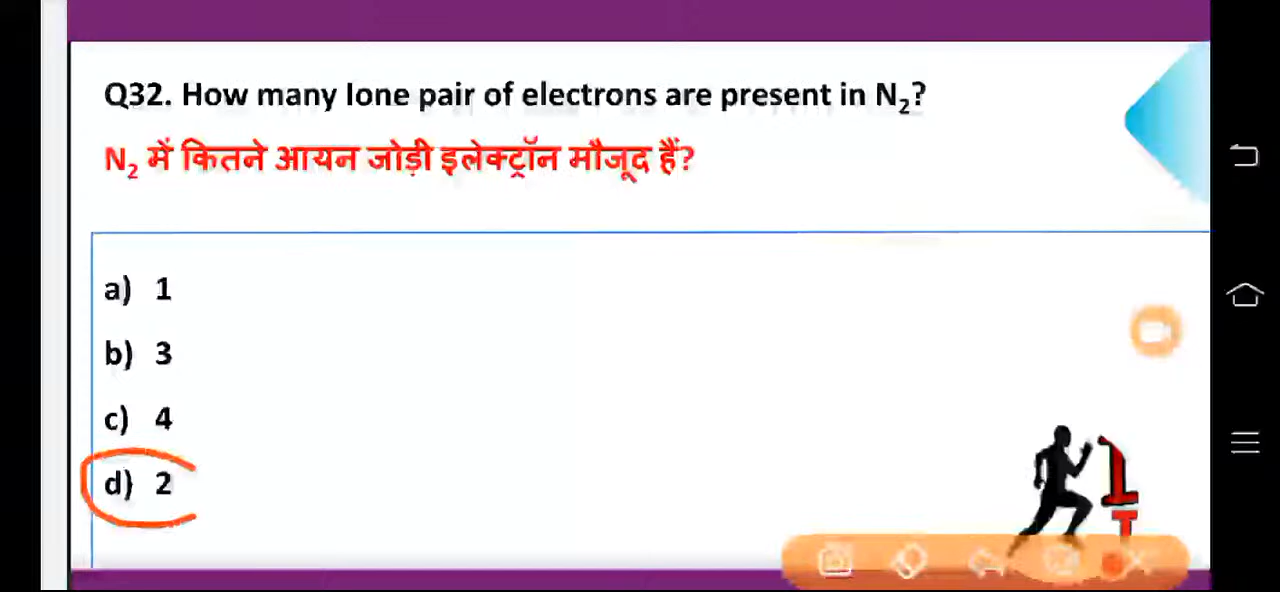 Q32. How many lone pair of electrons are present in N₂?
N₂ में कितने आयन जोड़ी इलेक्ट्रॉन मौजूद हैं?
a) 1
b) 3
c) 4
d) 2